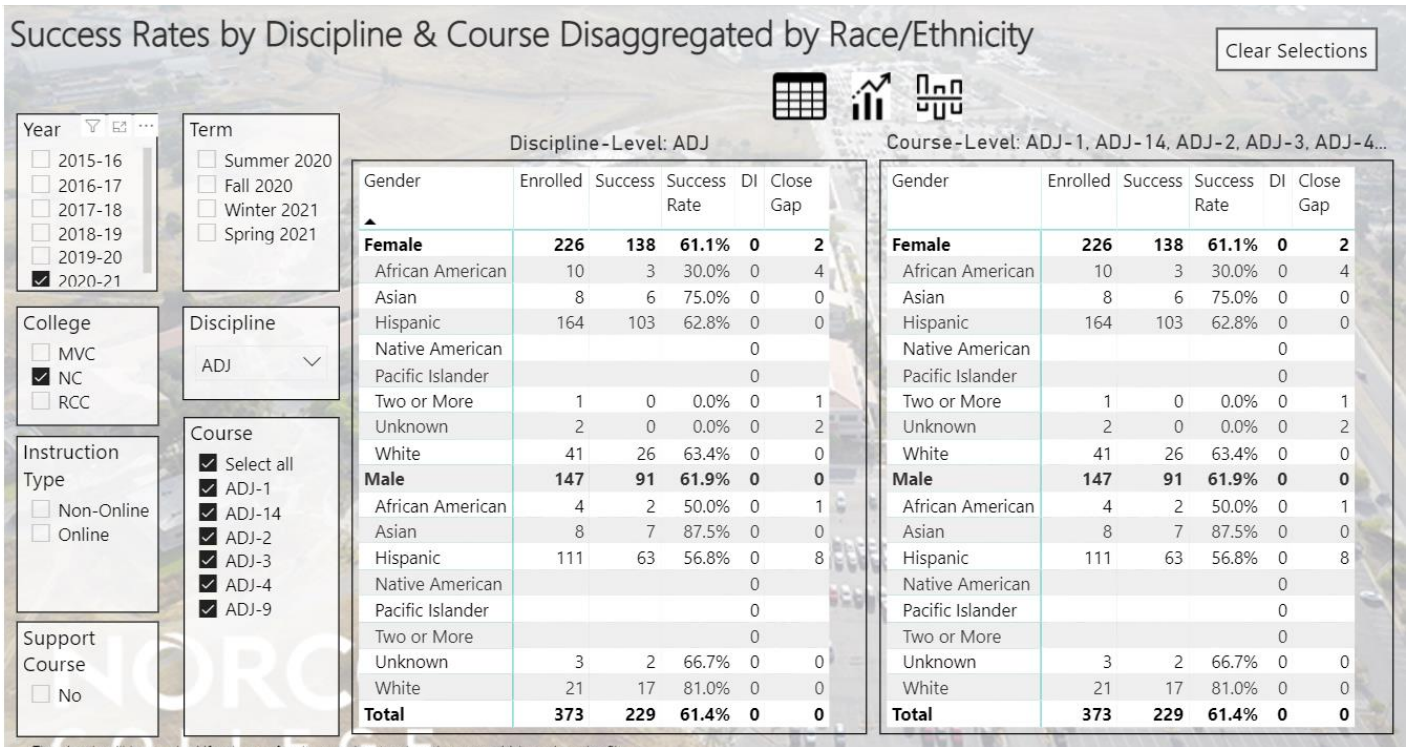 Success Rates by Discipline & Course Disaggregated by Race/Ethnicity
Clear Selections
Year
2015-16
2016-17
2017-18
2018-19
2019-20
2020-21
Term
Summer 2020
Fall 2020
Winter 2021
Spring 2021
College
MVC
NC
RCC
Discipline
ADJ
Instruction
Type
Non-Online
Online
Course
Select all
ADJ-1
ADJ-14
ADJ-2
ADJ-3
ADJ-4
ADJ-9
Support
Course
No
Discipline-Level: ADJ
Gender Enrolled Success Success DI Close
Rate Gap
Female 226 138 61.1% 0 2
African American 10 3 30.0% 0 4
Asian 8 6 75.0% 0 0
Hispanic 164 103 62.8% 0 0
Native American 0
Pacific Islander 0
Two or More 1 0 0.0% 0 1
Unknown 2 0 0.0% 0 2
White 41 26 63.4% 0 0
Male 147 91 61.9% 0 0
African American 4 2 50.0% 0 1
Asian 8 7 87.5% 0 0
Hispanic 111 63 56.8% 0 8
Native American 0
Pacific Islander 0
Two or More 0
Unknown 3 2 66.7% 0 0
White 21 17 81.0% 0 0
Total 373 229 61.4% 0 0
Course-Level: ADJ-1, ADJ-14, ADJ-2, ADJ-3, ADJ-4...
Gender Enrolled Success Success DI Close
Rate Gap
Female 226 138 61.1% 0 2
African American 10 3 30.0% 0 4
Asian 8 6 75.0% 0 0
Hispanic 164 103 62.8% 0 0
Native American 0
Pacific Islander 0
Two or More 1 0 0.0% 0 1
Unknown 2 0 0.0% 0 2
White 41 26 63.4% 0 0
Male 147 91 61.9% 0 0
African American 4 2 50.0% 0 1
Asian 8 7 87.5% 0 0
Hispanic 111 63 56.8% 0 8
Native American 0
Pacific Islander 0
Two or More 0
Unknown 3 2 66.7% 0 0
White 21 17 81.0% 0 0
Total 373 229 61.4% 0 0